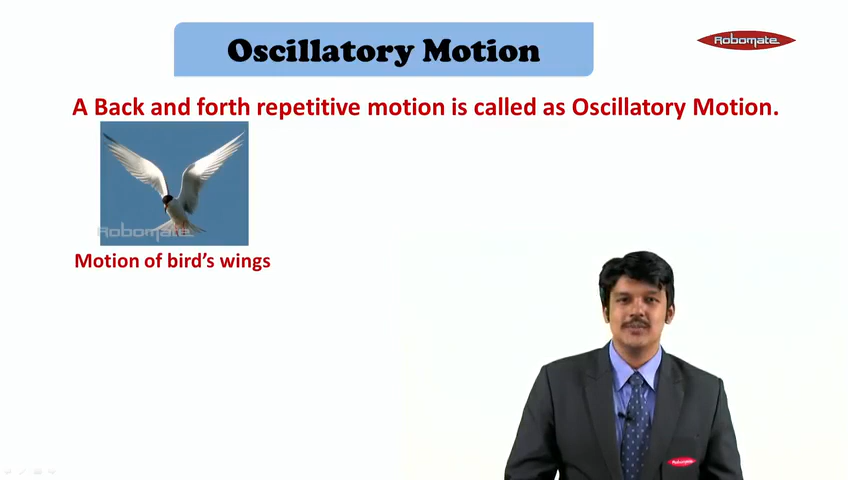 Oscillatory Motion
Robomate
A Back and forth repetitive motion is called as Oscillatory Motion.
Robomate
Motion of bird's wings
Robomate